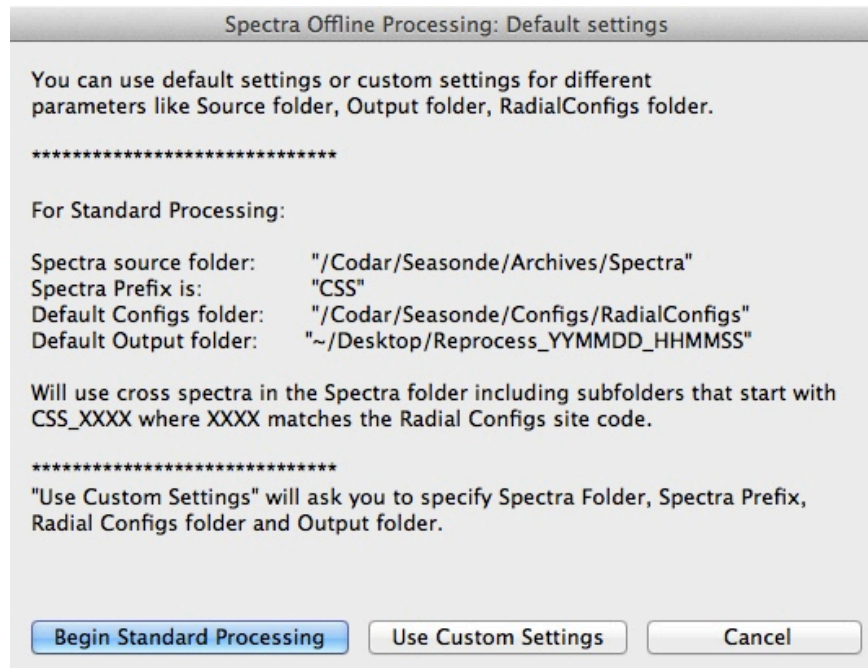 Spectra Offline Processing: Default settings
You can use default settings or custom settings for different
parameters like Source folder, Output folder, RadialConfigs folder.
******************************
For Standard Processing:
Spectra source folder: "/Codar/Seasonde/Archives/Spectra"
Spectra Prefix is: "CSS"
Default Configs folder: "/Codar/Seasonde/Configs/RadialConfigs"
Default Output folder: "~/Desktop/Reprocess_YYMMDD_HHMMSS"
Will use cross spectra in the Spectra folder including subfolders that start with
CSS_XXXX where XXXX matches the Radial Configs site code.
******************************
"Use Custom Settings" will ask you to specify Spectra Folder, Spectra Prefix,
Radial Configs folder and Output folder.
Begin Standard Processing Use Custom Settings Cancel